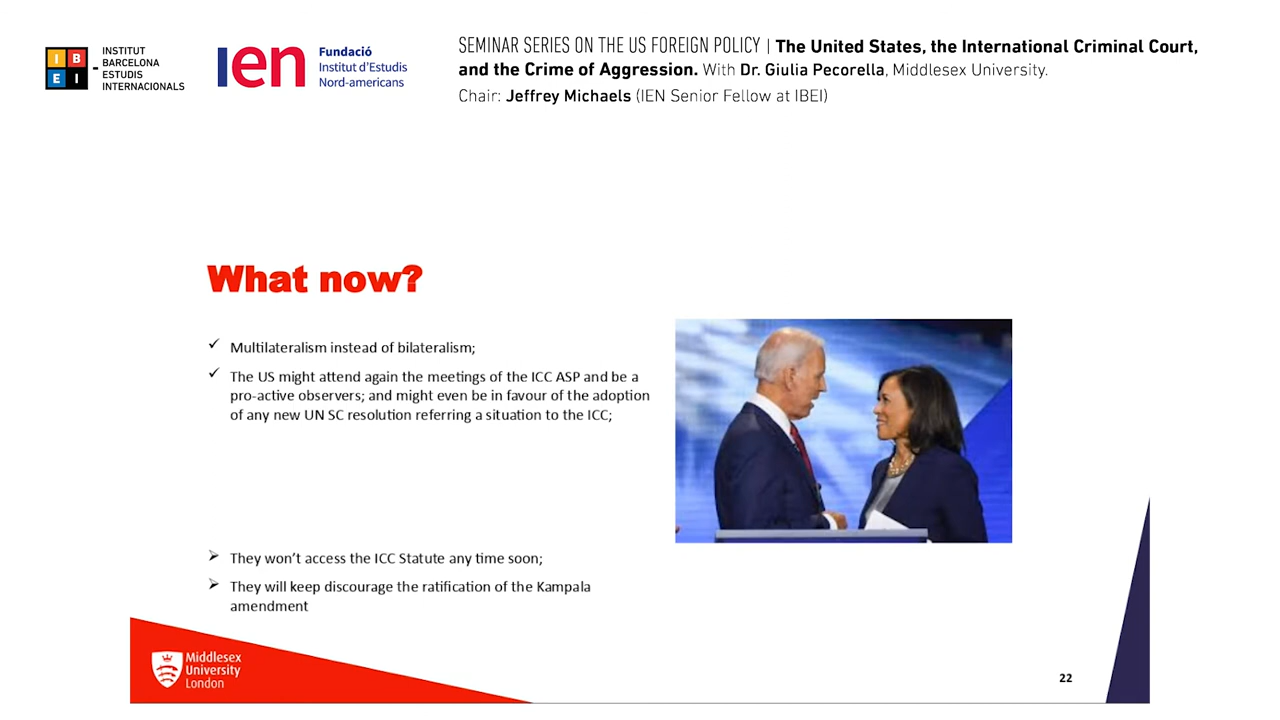 I B
E I
-
INSTITUT
BARCELONA
ESTUDIS
INTERNACIONALS
ien
Fundació
Institut d'Estudis
Nord-americans
SEMINAR SERIES ON THE US FOREIGN POLICY | The United States, the International Criminal Court,
and the Crime of Aggression. With Dr. Giulia Pecorella, Middlesex University.
Chair: Jeffrey Michaels (IEN Senior Fellow at IBEI)
What now?
✓ Multilateralism instead of bilateralism;
✓ The US might attend again the meetings of the ICC ASP and be a
pro-active observers; and might even be in favour of the adoption
of any new UN SC resolution referring a situation to the ICC;
➢ They won't access the ICC Statute any time soon;
➢ They will keep discourage the ratification of the Kampala
amendment
Middlesex
University
London
22